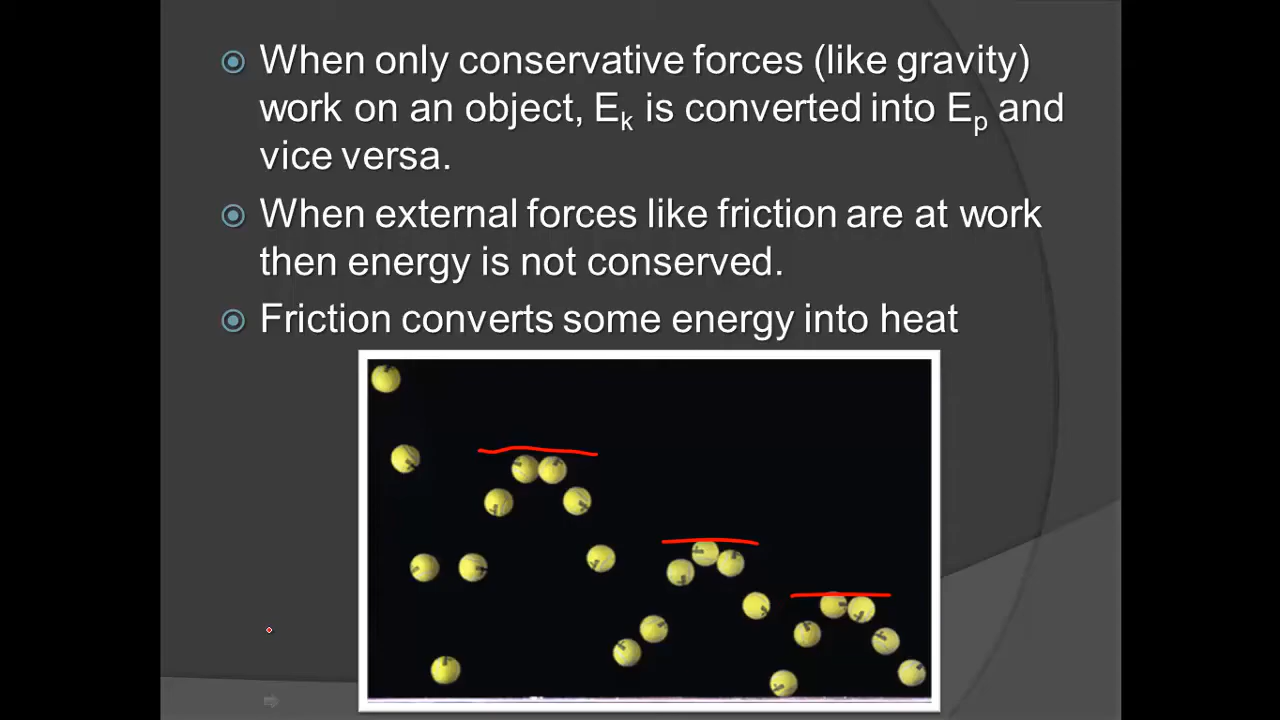 When only conservative forces (like gravity)
work on an object, Ek is converted into Ep and
vice versa.
When external forces like friction are at work
then energy is not conserved.
Friction converts some energy into heat